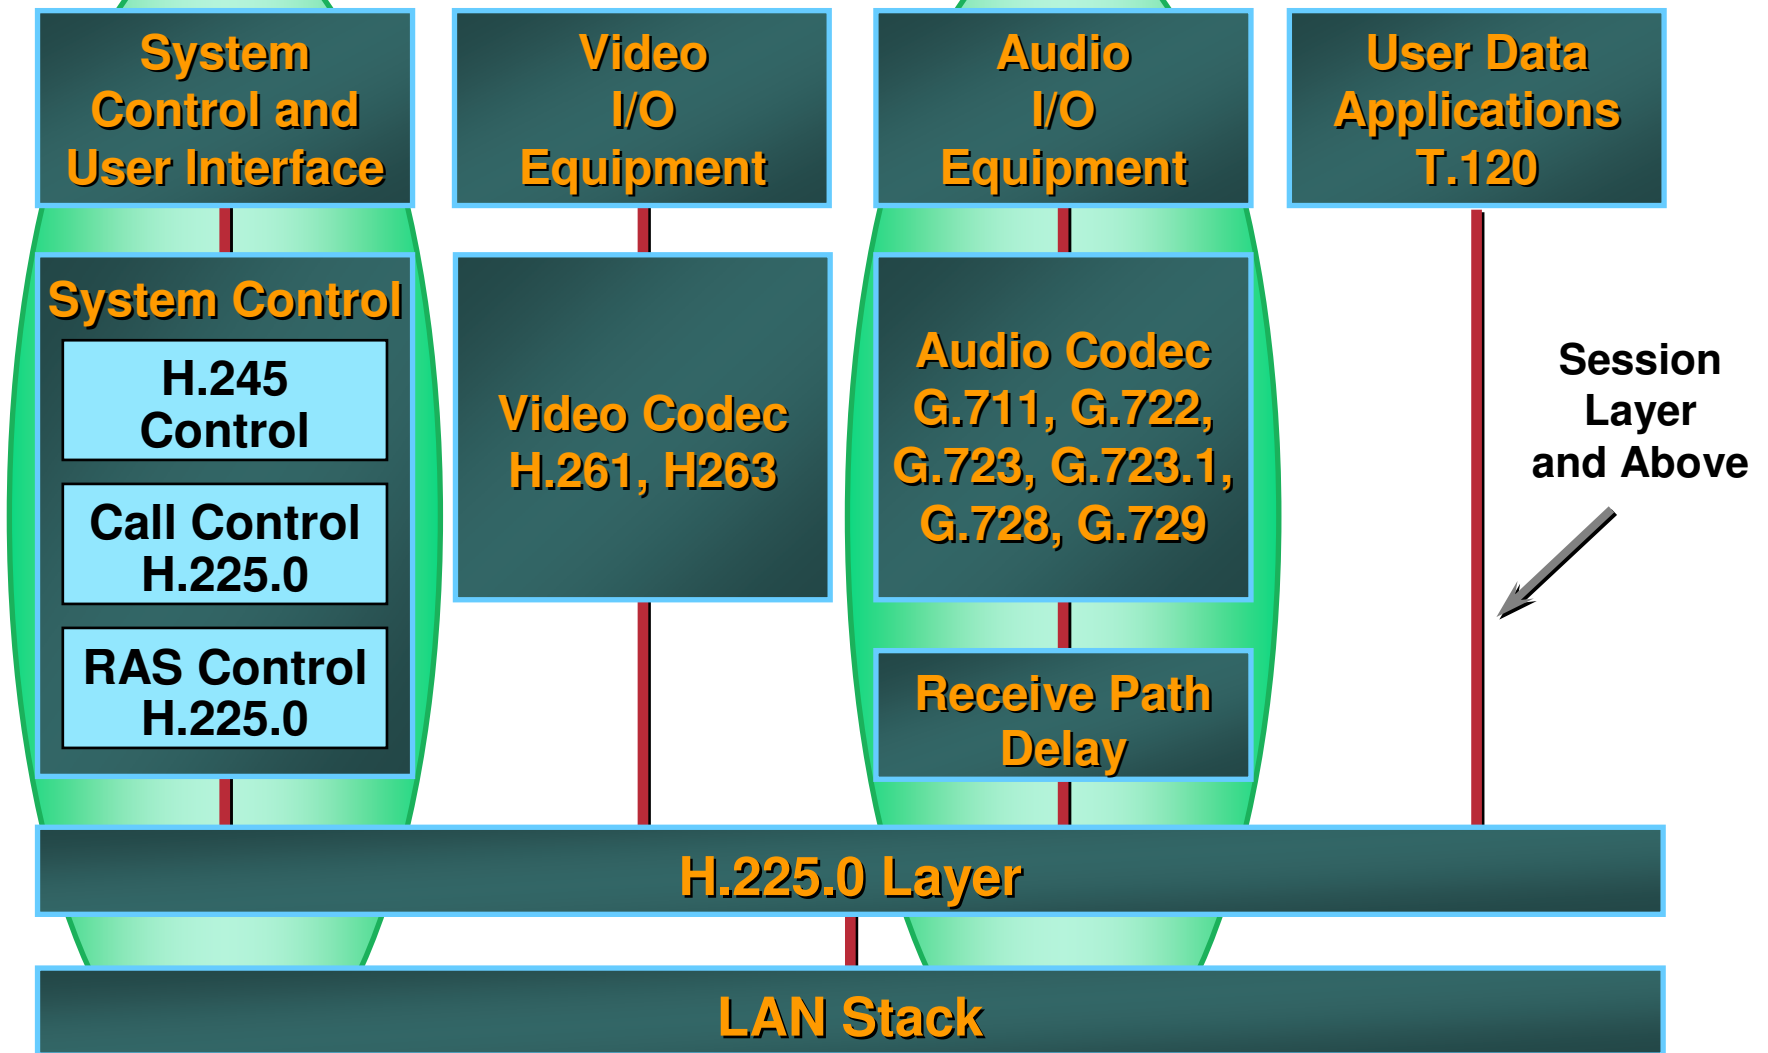 System
Control and
User Interface
Video
I/O
Equipment
Audio
I/O
Equipment
User Data
Applications
T.120
System Control
H.245
Control
Call Control
H.225.0
RAS Control
H.225.0
Video Codec
H.261, H263
Audio Codec
G.711, G.722,
G.723, G.723.1,
G.728, G.729
Receive Path
Delay
Session
Layer
and Above
H.225.0 Layer
LAN Stack